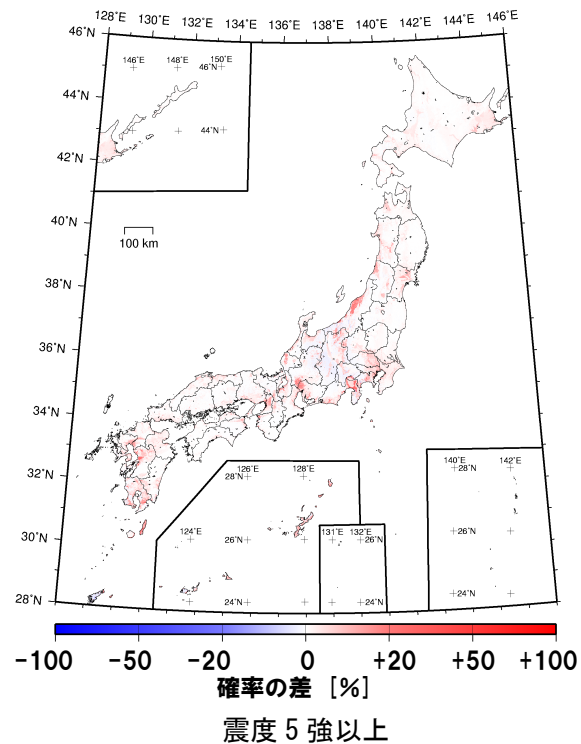 128˚E 130˚E 132˚E 134˚E 136˚E 138˚E 140˚E 142˚E 144˚E 146˚E
46˚N
146˚E 148˚E 150˚E
46˚N
44˚N
44˚N
42˚N
40˚N
100 km
38˚N
36˚N
34˚N
32˚N
126˚E 128˚E
28˚N
140˚E 142˚E
28˚N
124˚E
26˚N
131˚E 132˚E
26˚N
26˚N
30˚N
24˚N
24˚N
24˚N
28˚N
-100 -50 -20 0 +20 +50 +100
確率の差 [%]
震度5強以上